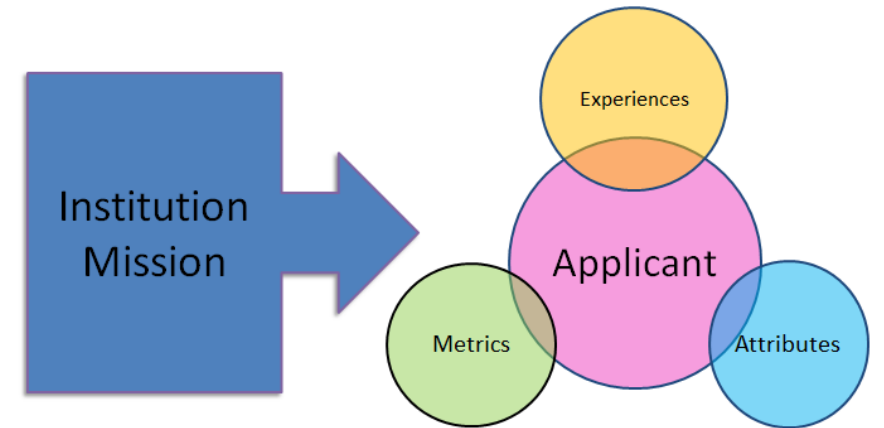 Institution
Mission
Experiences
Applicant
Metrics
Attributes